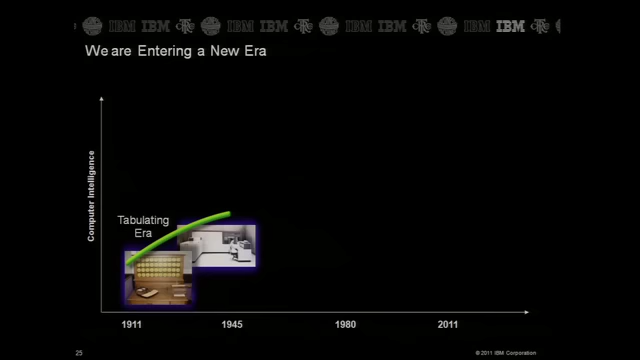 IBM IBM IBM IBM
We are Entering a New Era
Computer Intelligence
Tabulating
Era
1911 1945 1980 2011
25 © 2011 IBM Corporation